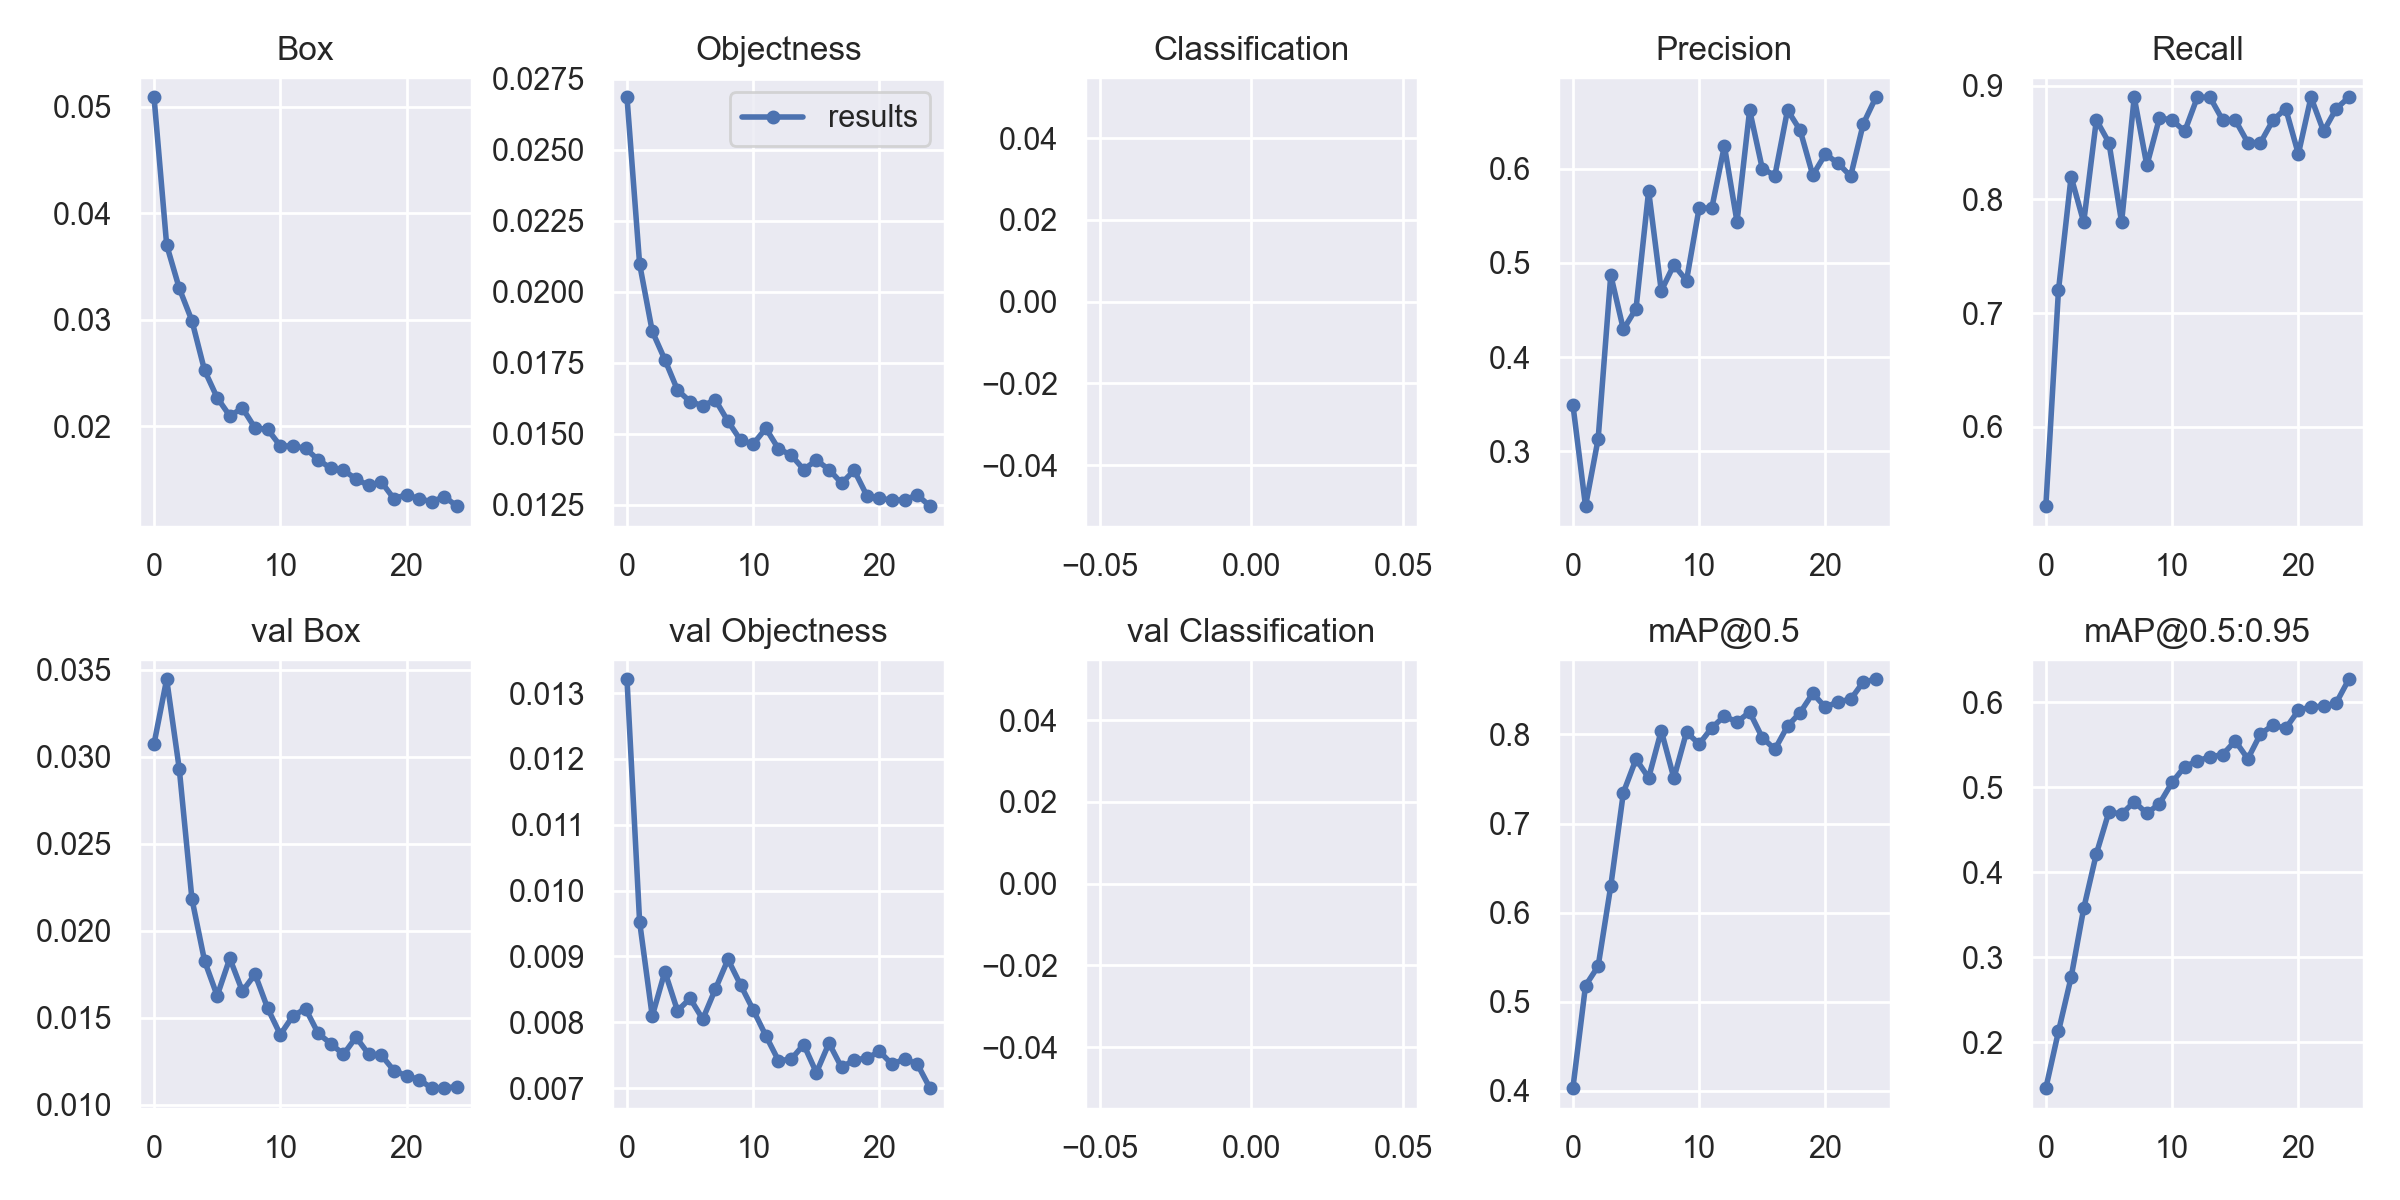 Box
0.05
0.04
0.03
0.02
0 10 20
Objectness
0.0275
0.0250
0.0225
0.0200
0.0175
0.0150
0.0125
results
0 10 20
Classification
0.04
0.02
0.00
−0.02
−0.04
−0.05 0.00 0.05
Precision
0.6
0.5
0.4
0.3
0 10 20
Recall
0.9
0.8
0.7
0.6
0 10 20
val Box
0.035
0.030
0.025
0.020
0.015
0.010
0 10 20
val Objectness
0.013
0.012
0.011
0.010
0.009
0.008
0.007
0 10 20
val Classification
0.04
0.02
0.00
−0.02
−0.04
−0.05 0.00 0.05
mAP@0.5
0.8
0.7
0.6
0.5
0.4
0 10 20
mAP@0.5:0.95
0.6
0.5
0.4
0.3
0.2
0 10 20